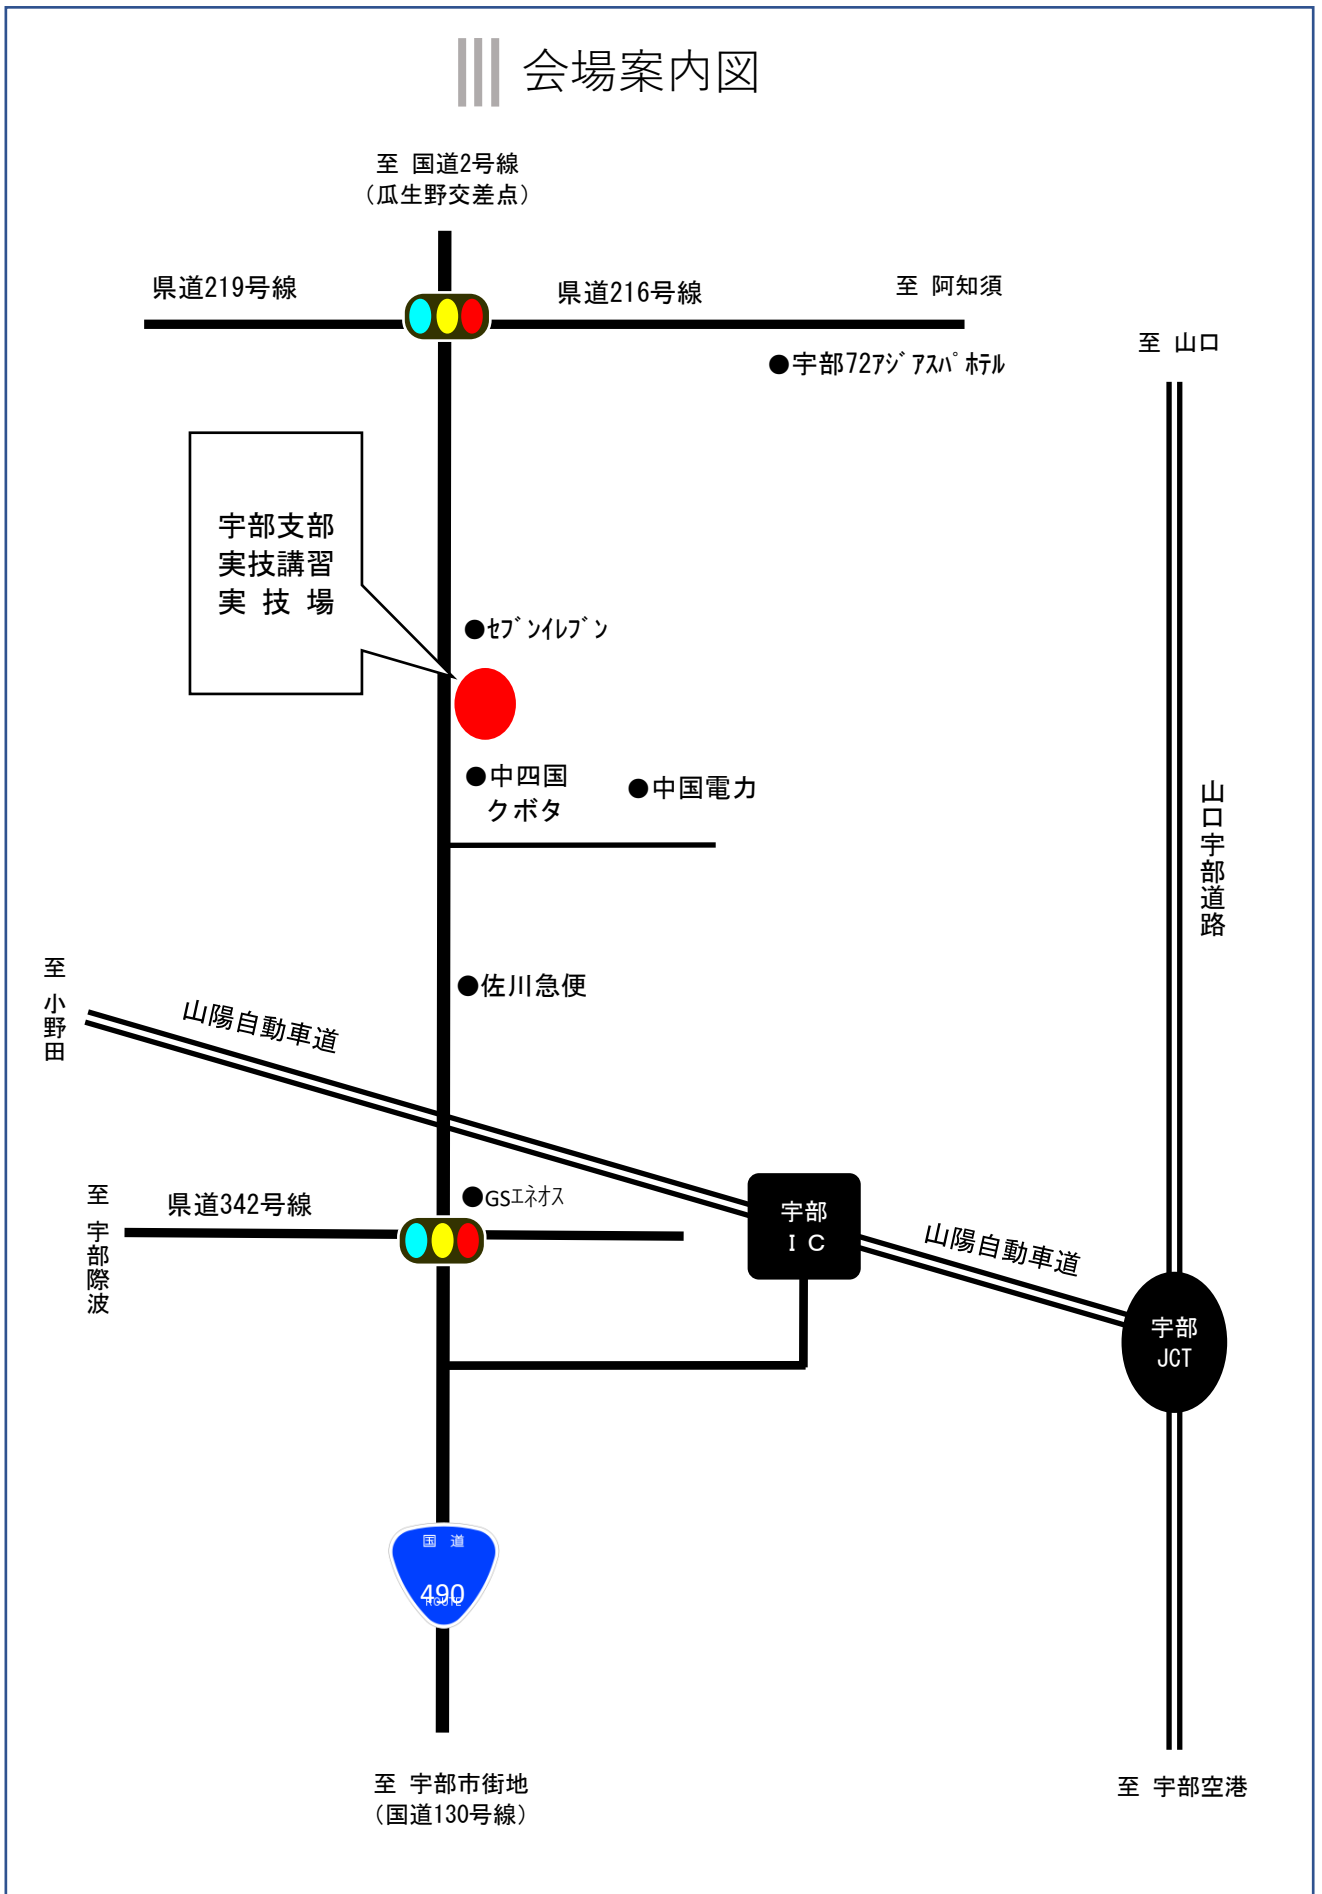 会場案内図
至 国道2号線
（瓜生野交差点）
県道219号線
県道216号線
至 阿知須
●宇部72ｱｼﾞｱｽﾊﾟﾎﾃﾙ
至 山口
宇部支部
実技講習
実 技 場
●ｾﾌﾞﾝｲﾚﾌﾞﾝ
●中四国
クボタ
●中国電力
山口宇部道路
●佐川急便
至 小野田
山陽自動車道
●GSｴﾈｵｽ
至 宇部際波
県道342号線
宇部
ＩＣ
山陽自動車道
宇部
JCT
国 道
490
ROUTE
至 宇部市街地
（国道130号線）
至 宇部空港